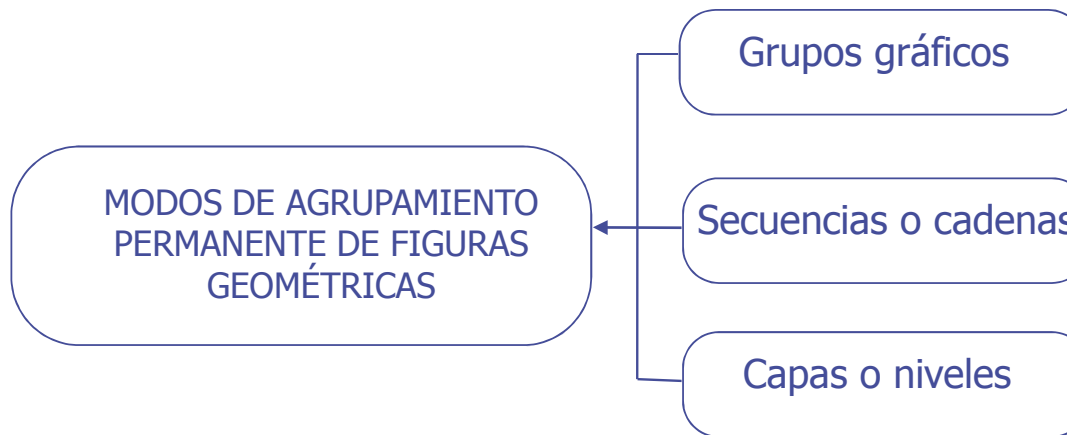 Grupos gráficos
MODOS DE AGRUPAMIENTO
PERMANENTE DE FIGURAS
GEOMÉTRICAS
Secuencias o cadenas
Capas o niveles